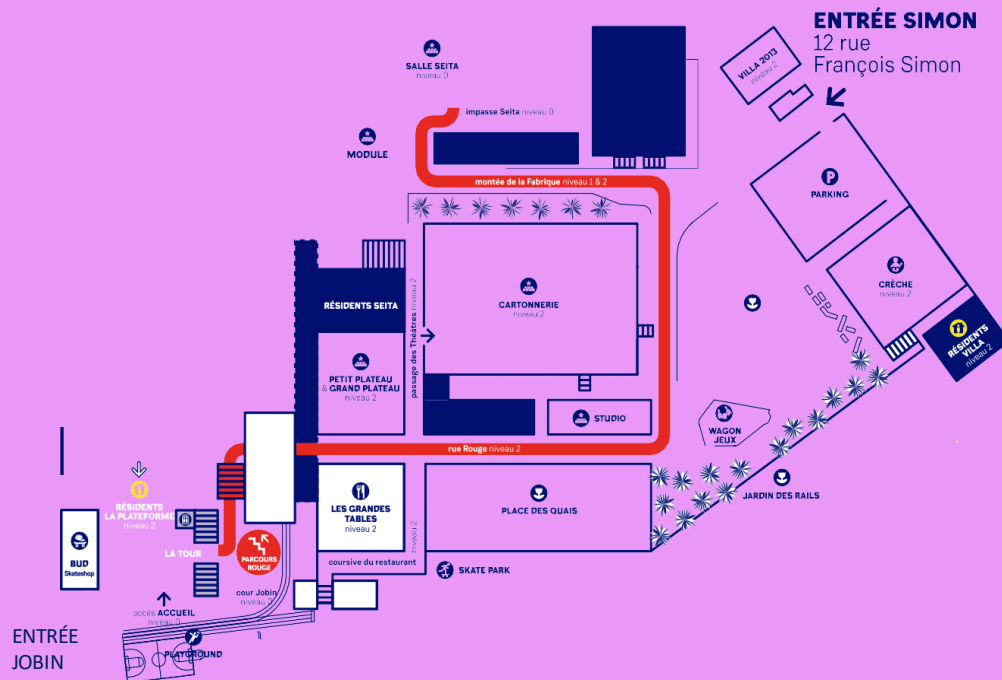 ENTRÉE SIMON
12 rue
François Simon
VILLA 2013
niveau 2
SALLE SEITA
niveau 0
impasse Seita niveau 0
MODULE
montée de la Fabrique niveau 1 & 2
P
PARKING
CRÈCHE
niveau 2
RÉSIDENTS
VILLA
niveau 2
RÉSIDENTS SEITA
passage des Théâtres niveau 2
CARTONNERIE
niveau 2
PETIT PLATEAU
& GRAND PLATEAU
niveau 2
STUDIO
WAGON
JEUX
rue Rouge niveau 2
JARDIN DES RAILS
RÉSIDENTS
LA PLATEFORME
niveau 2
LES GRANDES
TABLES
niveau 2
niveau 2
PLACE DES QUAIS
BUD
Skateshop
LA TOUR
PARCOURS
ROUGE
coursive du restaurant
SKATE PARK
cour Jobin
niveau 0
accès ACCUEIL
niveau 0
PLAYGROUND
ENTRÉE
JOBIN